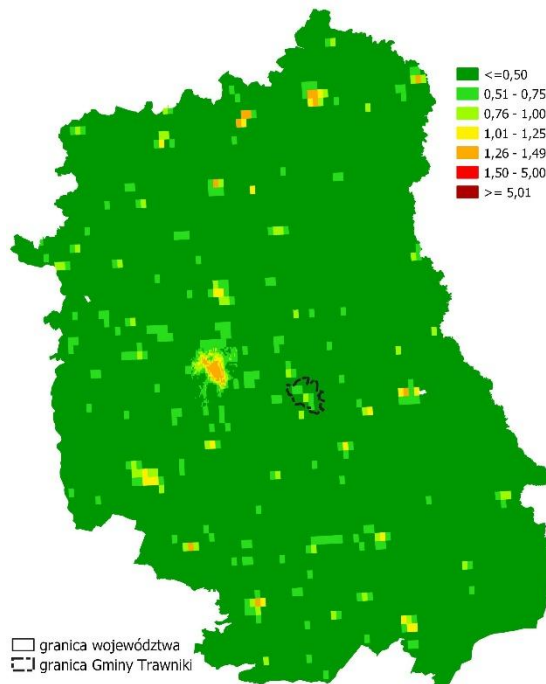 <=0,50
0,51 - 0,75
0,76 - 1,00
1,01 - 1,25
1,26 - 1,49
1,50 - 5,00
>= 5,01
granica województwa
granica Gminy Trawniki